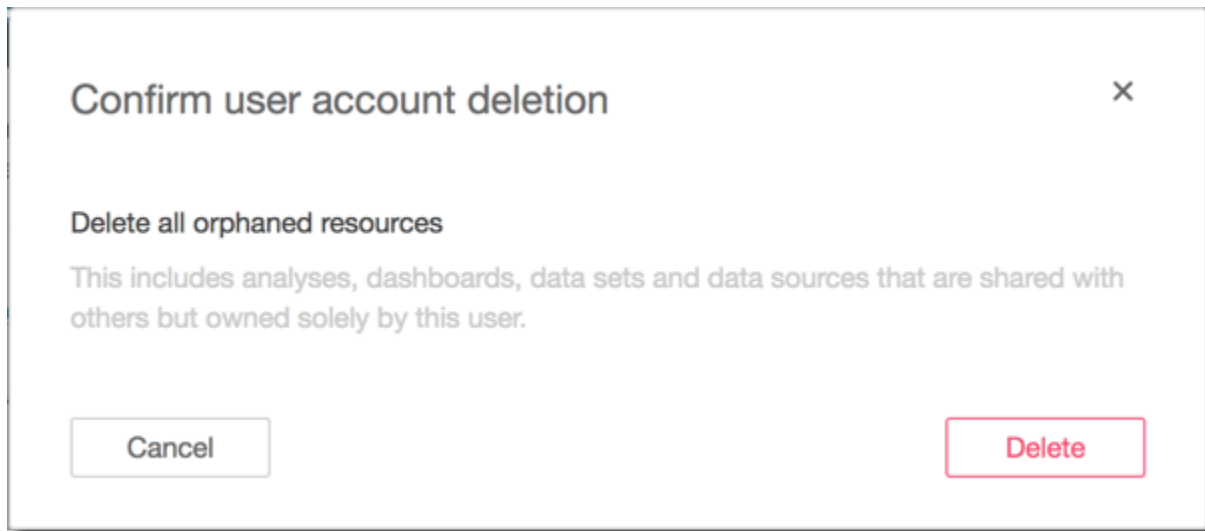 Confirm user account deletion
Delete all orphaned resources
This includes analyses, dashboards, data sets and data sources that are shared with
others but owned solely by this user.
Cancel
Delete